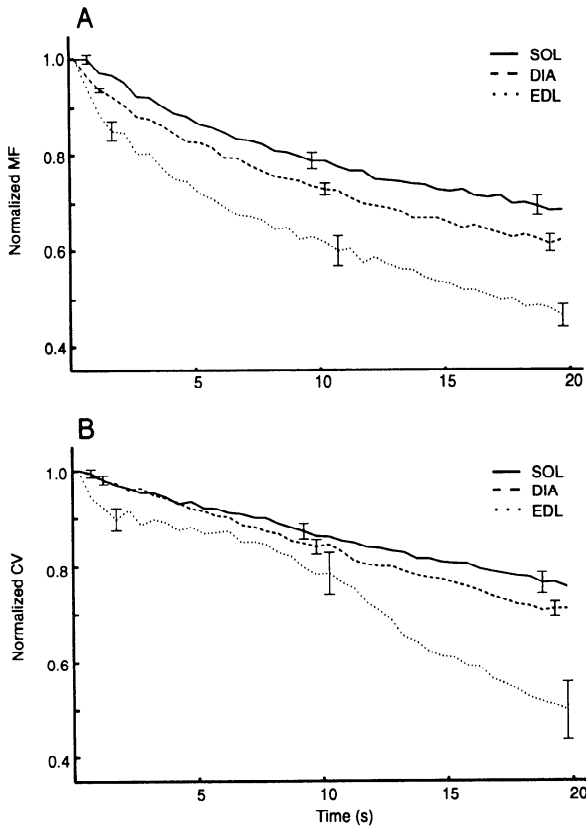 A
SOL
DIA
EDL
Normalized MF
1.0
0.8
0.6
0.4
5
10
15
20
B
SOL
DIA
EDL
Normalized CV
1.0
0.8
0.6
0.4
5
10
15
20
Time (s)